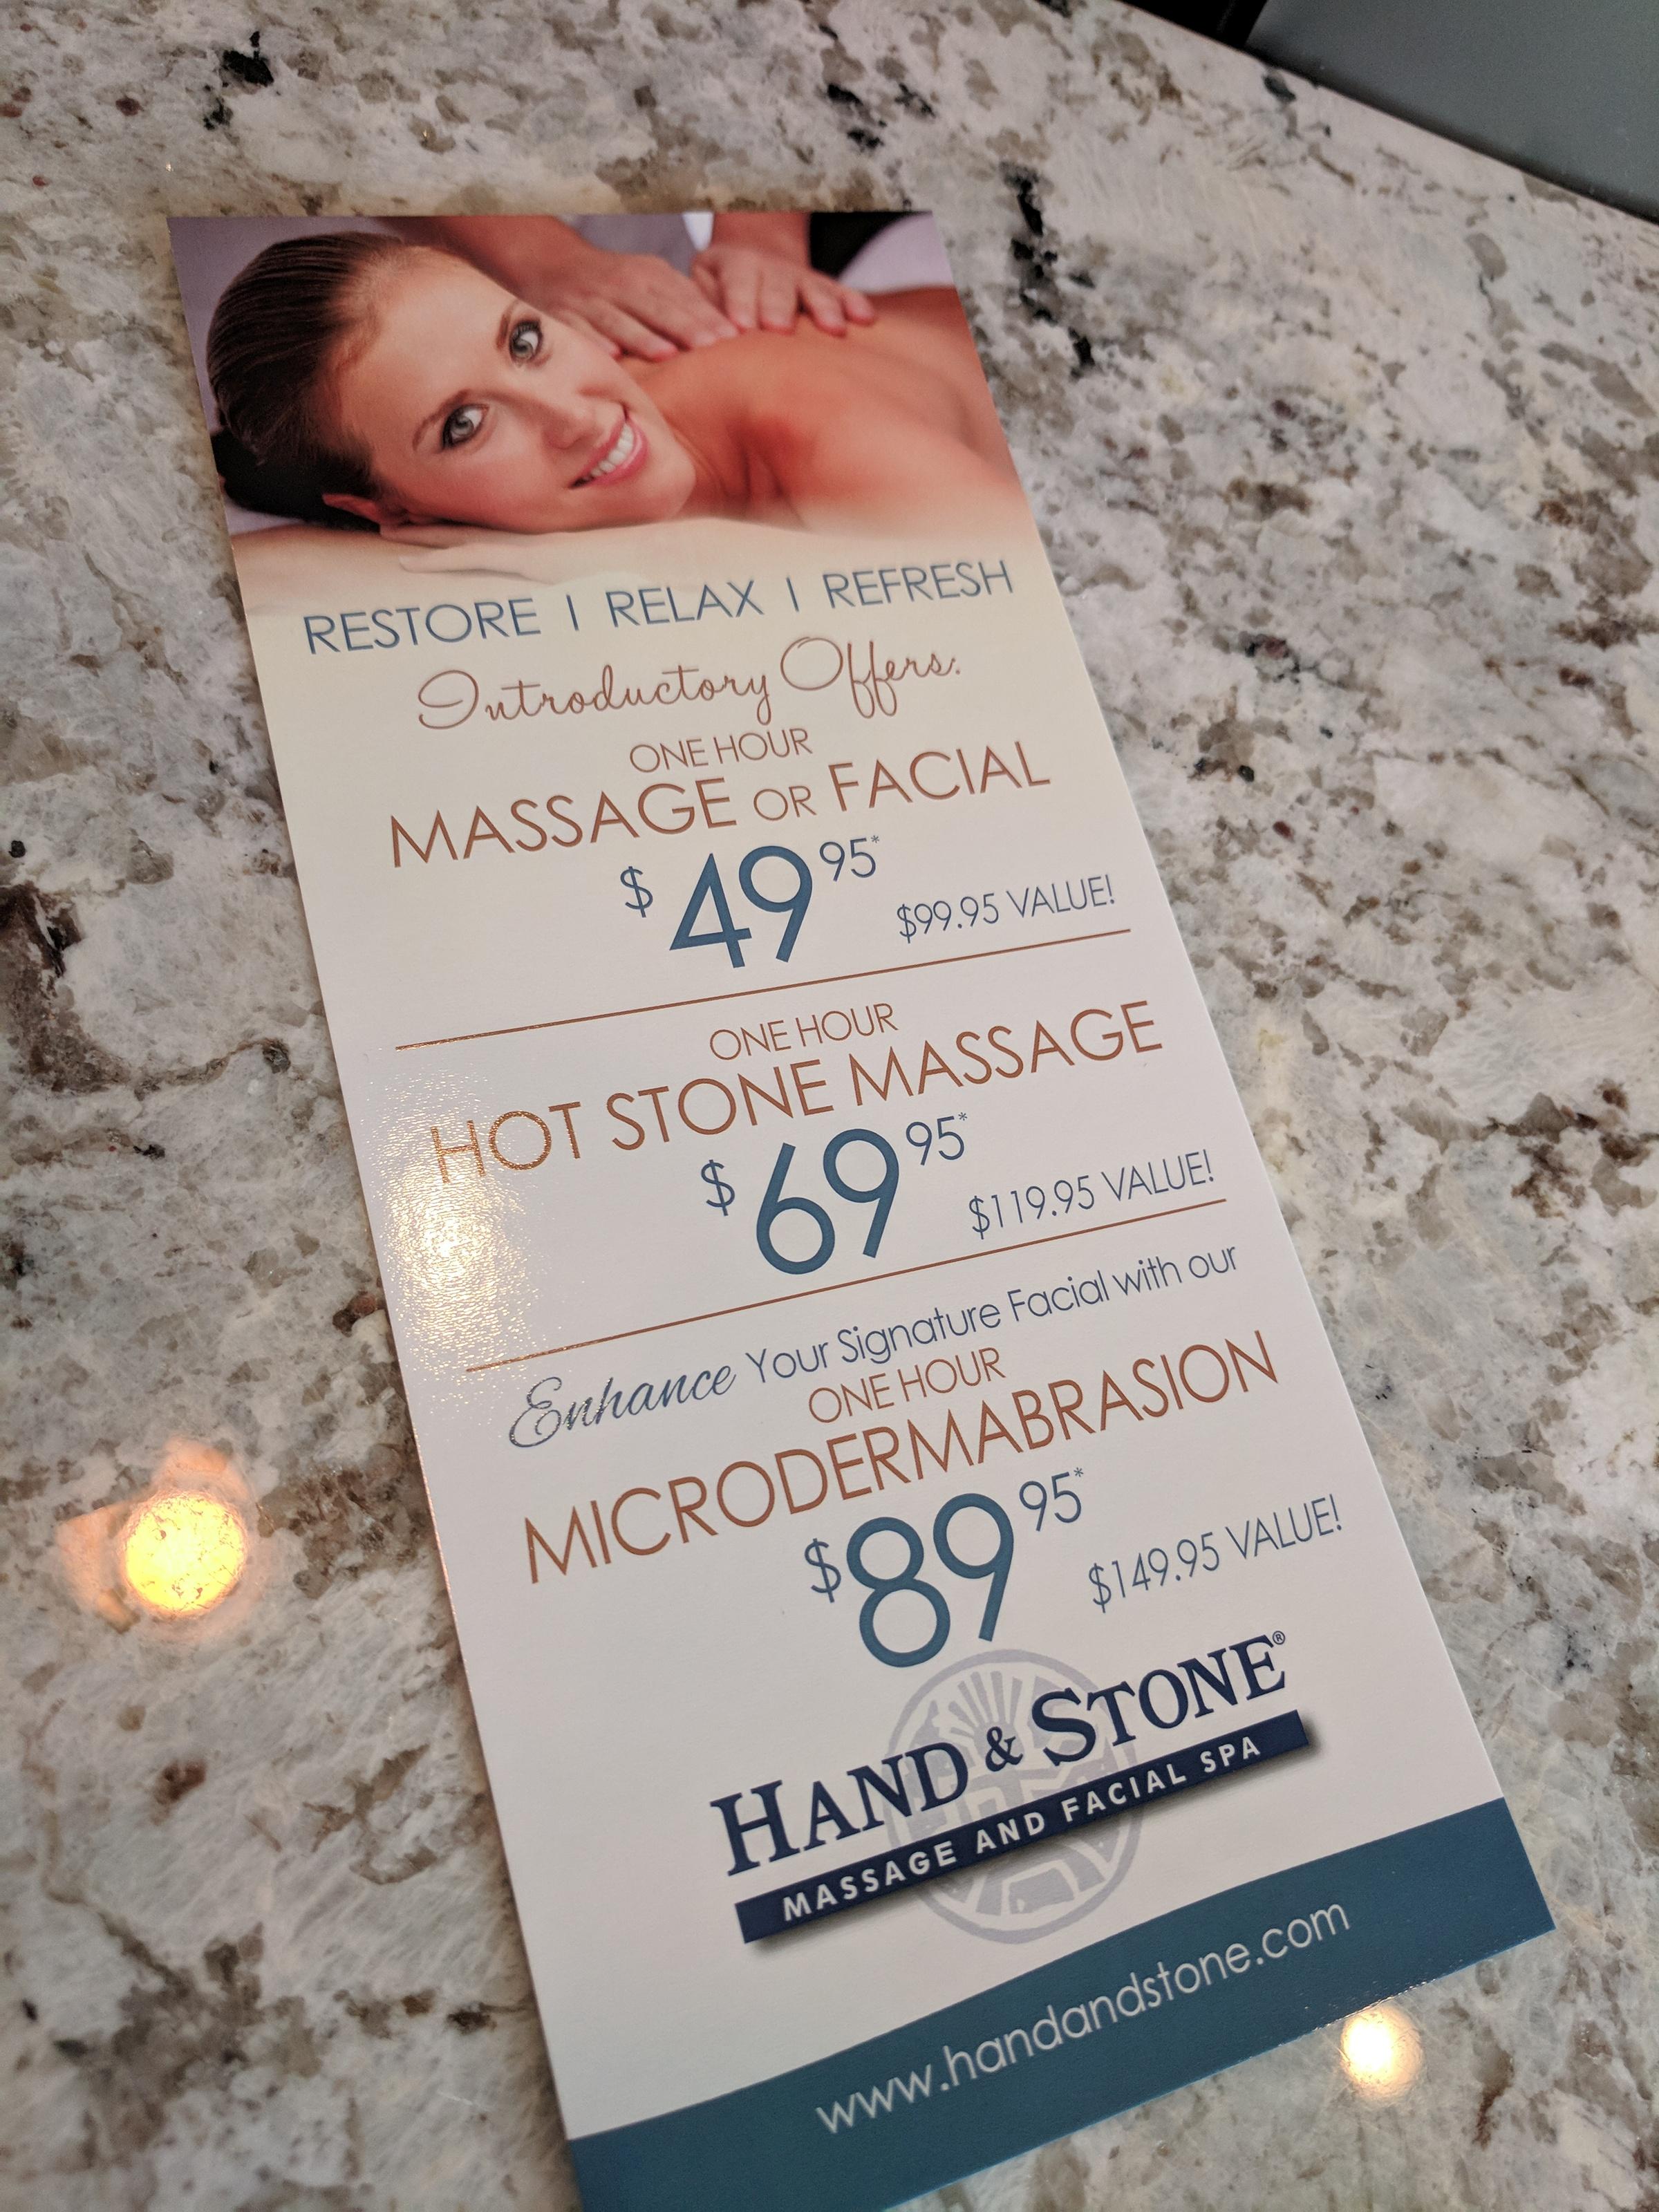 RESTORE | RELAX | REFRESH
Introductory Offers:
ONE HOUR
MASSAGE OR FACIAL
$49.95*
$99.95 VALUE!
ONE HOUR
HOT STONE MASSAGE
$69.95*
$119.95 VALUE!
Enhance Your Signature Facial with our
ONE HOUR
MICRODERMABRASION
$89.95*
$149.95 VALUE!
HAND & STONE®
MASSAGE AND FACIAL SPA
www.handandstone.com